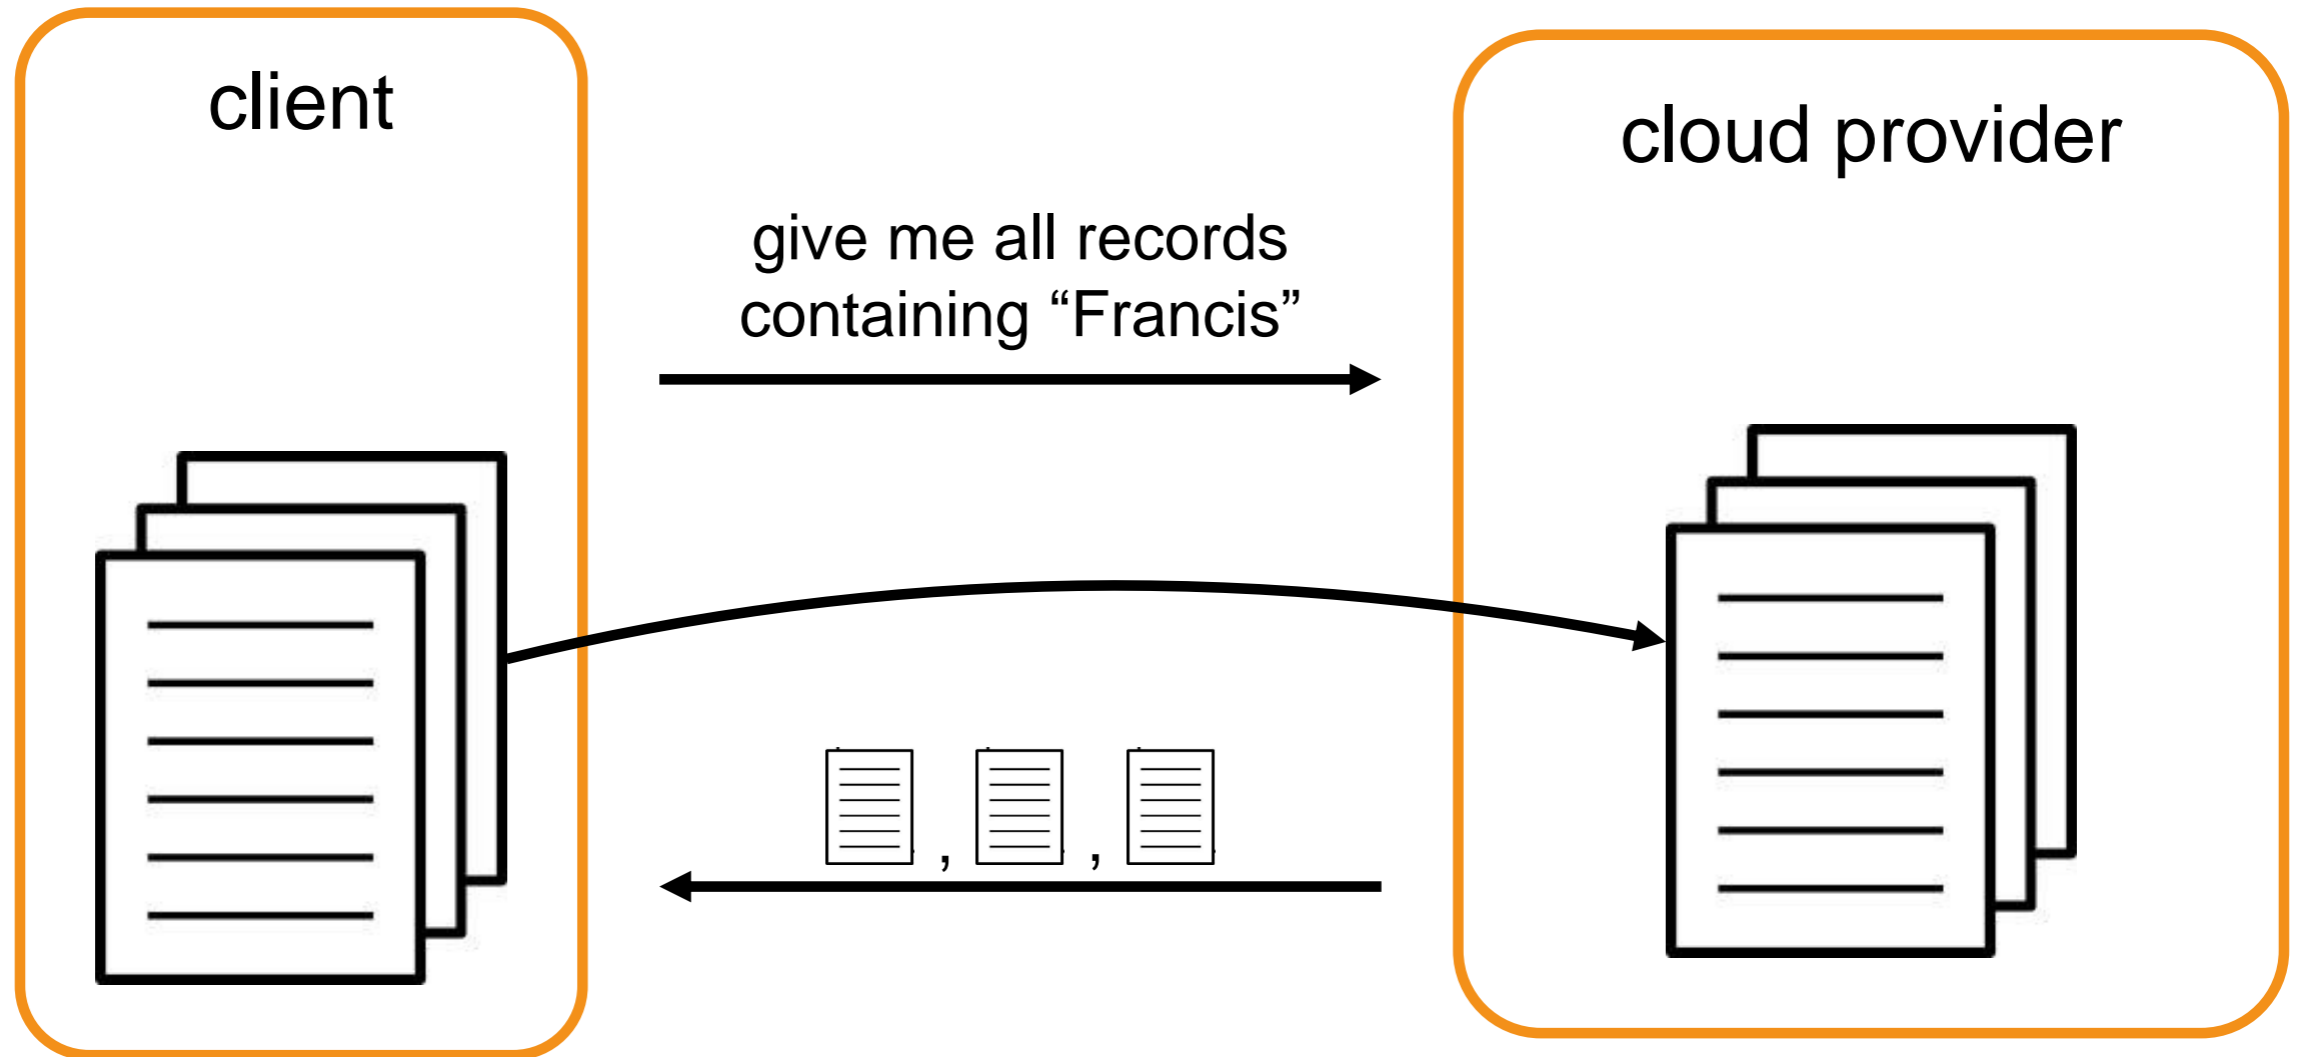 client
cloud provider
give me all records
containing “Francis”
, ,